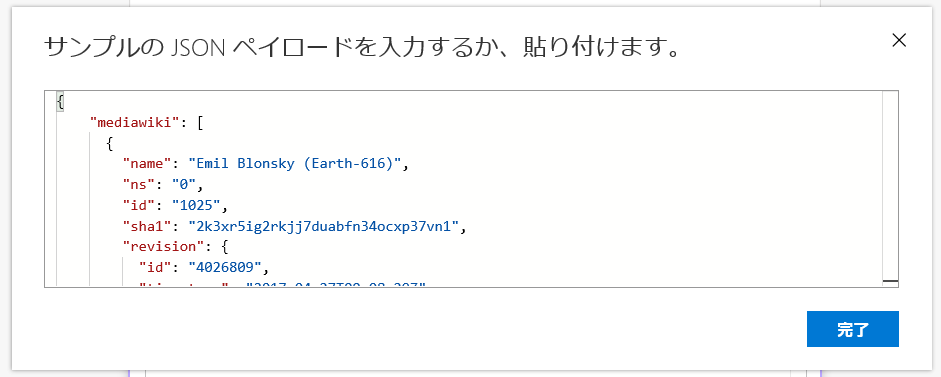 サンプルの JSON ペイロードを入力するか、貼り付けます。
{
"mediawiki": [
{
"name": "Emil Blonsky (Earth-616)",
"ns": "0",
"id": "1025",
"sha1": "2k3xr5ig2rkjj7duabfn34ocxp37vn1",
"revision": {
"id": "4026809",
完了